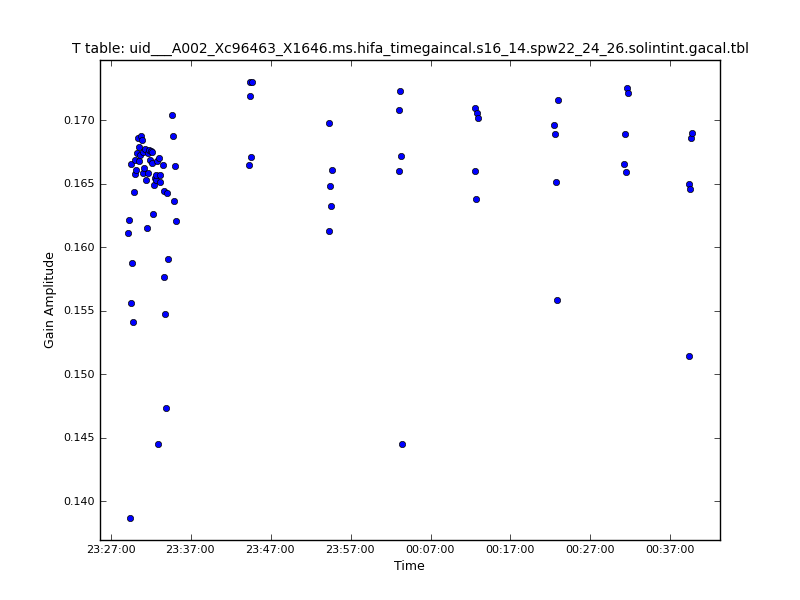 T table: uid___A002_Xc96463_X1646.ms.hifa_timegaincal.s16_14.spw22_24_26.solintint.gacal.tbl
0.170
0.165
0.160
0.155
0.150
0.145
0.140
Gain Amplitude
23:27:00 23:37:00 23:47:00 23:57:00 00:07:00 00:17:00 00:27:00 00:37:00
Time